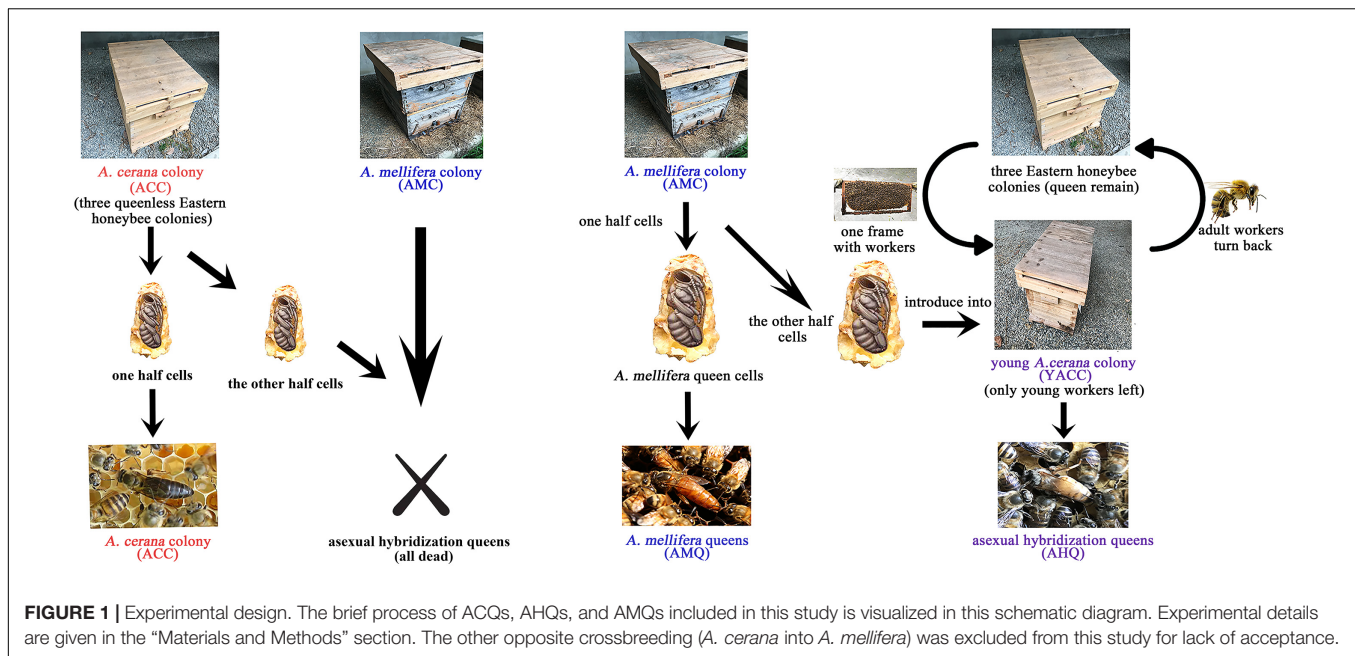 A. cerana colony
(ACC)
(three queenless Eastern
honeybee colonies)
one half cells
the other half cells
A. cerana colony
(ACC)
A. mellifera colony
(AMC)
asexual hybridization queens
(all dead)
A. mellifera colony
(AMC)
one half cells
the other half
cells
A. mellifera queen cells
A. mellifera queens
(AMQ)
three Eastern honeybee
colonies (queen remain)
one frame
with workers
adult workers
turn back
introduce into
young A.cerana colony
(YACC)
(only young workers left)
asexual hybridization queens
(AHQ)
FIGURE 1 | Experimental design. The brief process of ACQs, AHQs, and AMQs included in this study is visualized in this schematic diagram. Experimental details
are given in the “Materials and Methods” section. The other opposite crossbreeding (A. cerana into A. mellifera) was excluded from this study for lack of acceptance.